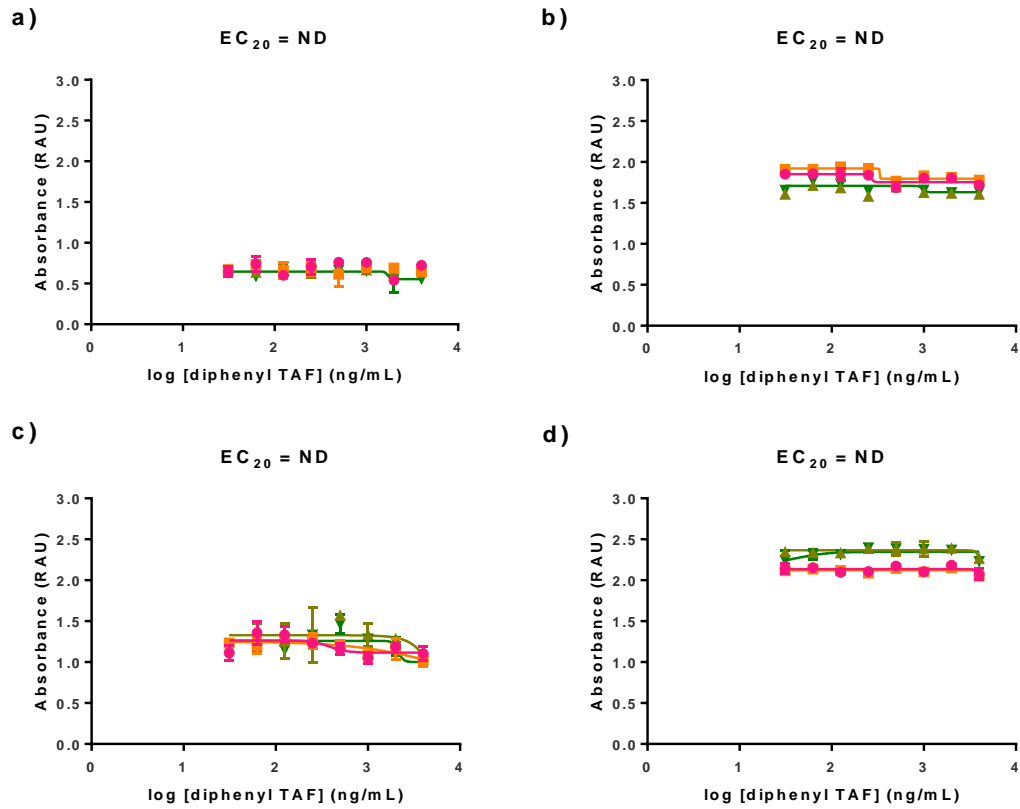 a)
EC20 = ND
3.0
2.5
2.0
1.5
1.0
0.5
0.0
Absorbance (RAU)
0 1 2 3 4
log [diphenyl TAF] (ng/mL)
b)
EC20 = ND
3.0
2.5
2.0
1.5
1.0
0.5
0.0
Absorbance (RAU)
0 1 2 3 4
log [diphenyl TAF] (ng/mL)
c)
EC20 = ND
3.0
2.5
2.0
1.5
1.0
0.5
0.0
Absorbance (RAU)
0 1 2 3 4
log [diphenyl TAF] (ng/mL)
d)
EC20 = ND
3.0
2.5
2.0
1.5
1.0
0.5
0.0
Absorbance (RAU)
0 1 2 3 4
log [diphenyl TAF] (ng/mL)